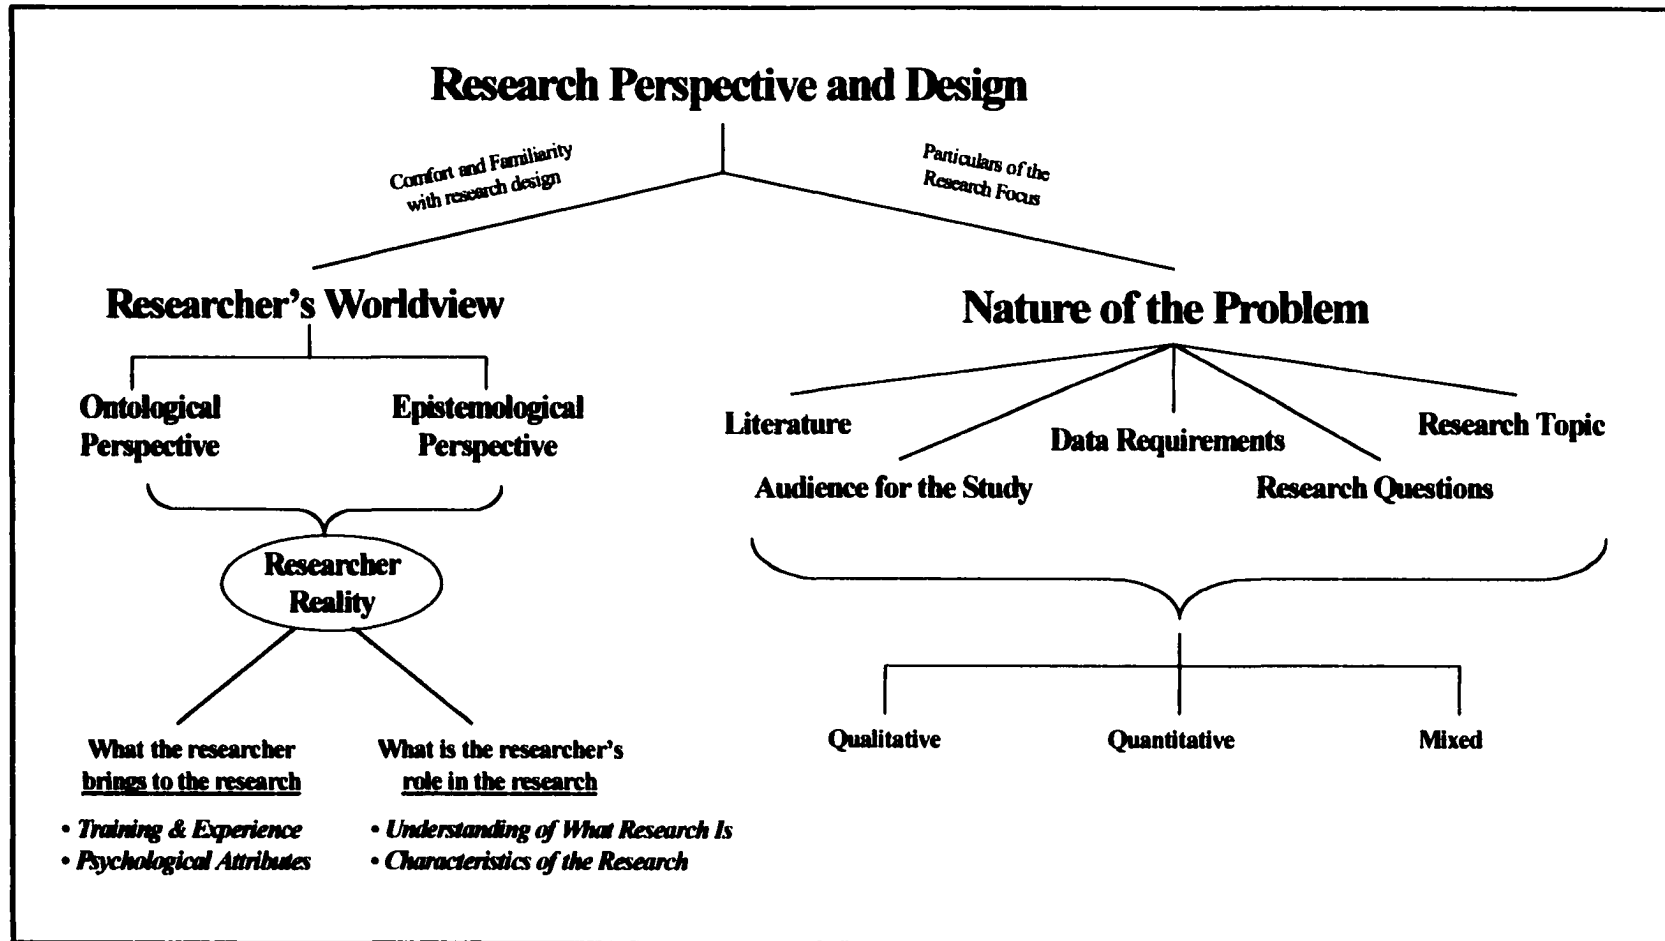 Research Perspective and Design
Comfort and Familiarity
with research design
Particulars of the
Research Focus
Researcher's Worldview
Nature of the Problem
Ontological
Perspective
Epistemological
Perspective
Literature
Data Requirements
Research Topic
Audience for the Study
Research Questions
Researcher
Reality
What the researcher
brings to the research
• Training & Experience
• Psychological Attributes
What is the researcher's
role in the research
• Understanding of What Research Is
• Characteristics of the Research
Qualitative
Quantitative
Mixed